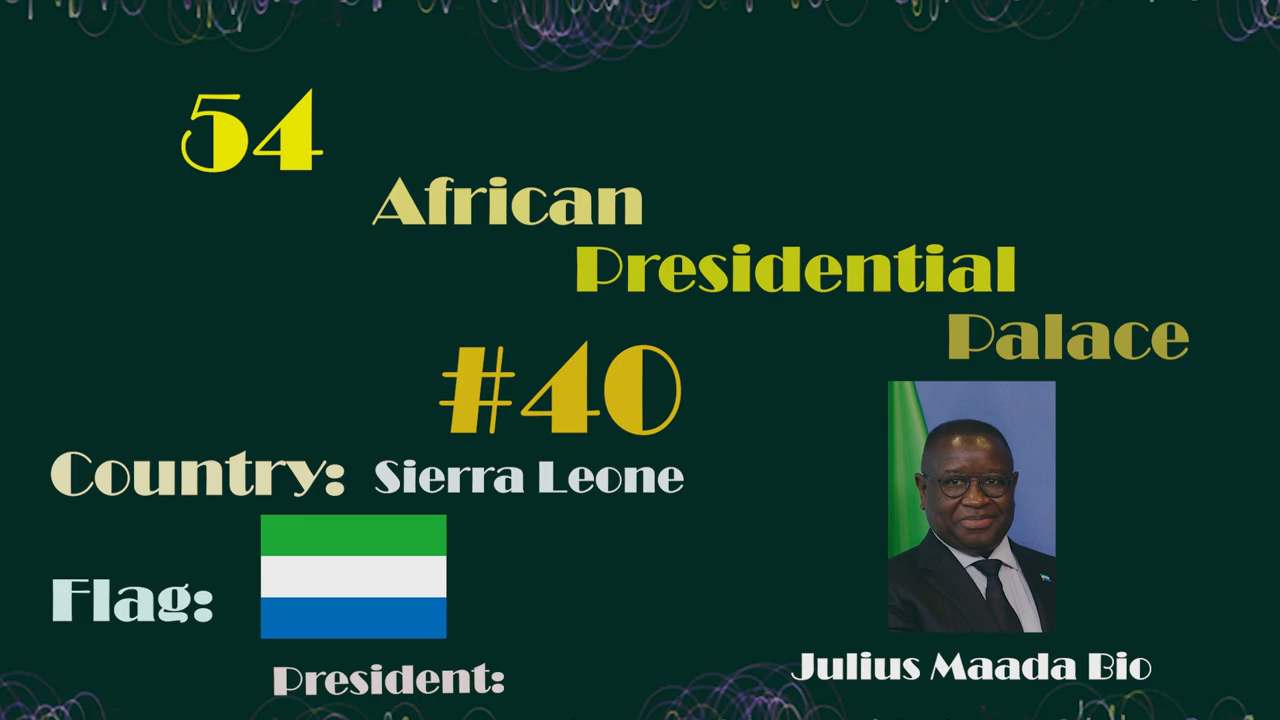 54
African
Presidential
Palace
#40
Country: Sierra Leone
Flag:
President:
Julius Maada Bio